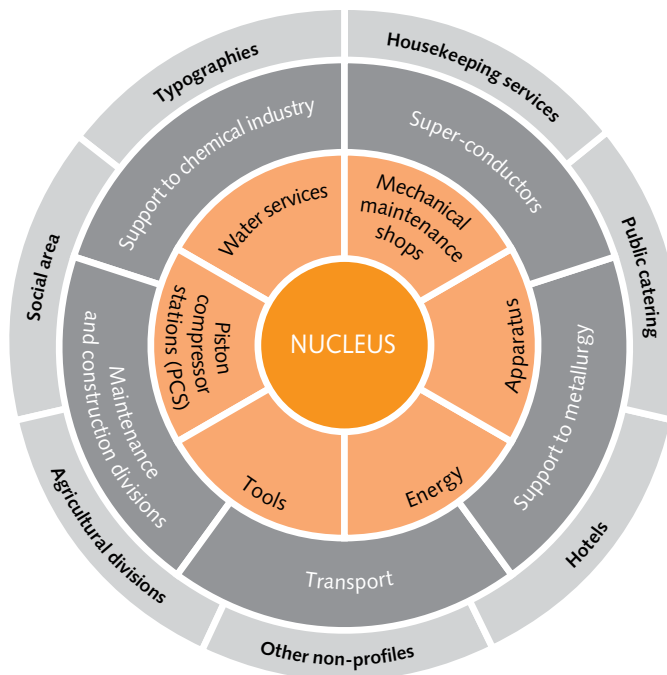 Typographies
Housekeeping services
Support to chemical industry
Super-conductors
Water services
Mechanical
maintenance
shops
Social area
Public catering
Piston
compressor
stations (PCS)
NUCLEUS
Apparatus
Maintenance
and construction divisions
Support to metallurgy
Tools
Energy
Agricultural divisions
Transport
Hotels
Other non-profiles